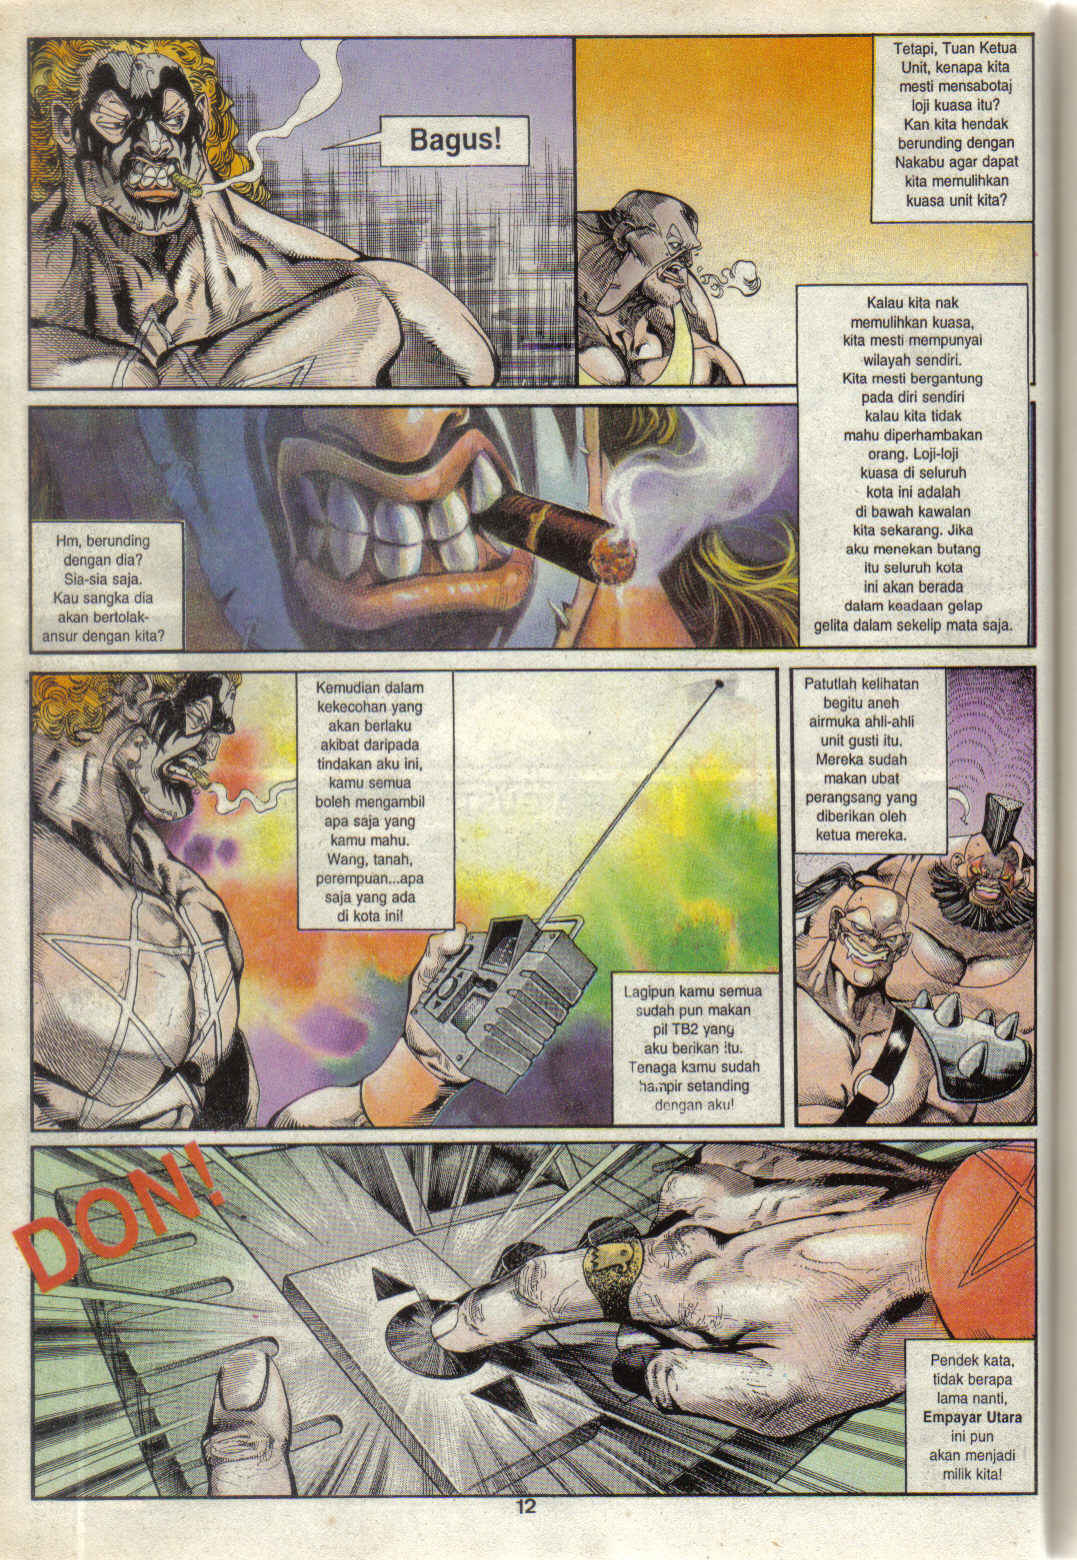 Bagus!
Tetapi, Tuan Ketua
Unit, kenapa kita
mesti mensabotaj
loji kuasa itu?
Kan kita hendak
berunding dengan
Nakabu agar dapat
kita memulihkan
kuasa unit kita?
Kalau kita nak
memulihkan kuasa,
kita mesti mempunyai
wilayah sendiri.
Kita mesti bergantung
pada diri sendiri
kalau kita tidak
mahu diperhambakan
orang. Loji-loji
kuasa di seluruh
kota ini adalah
di bawah kawalan
kita sekarang. Jika
aku menekan butang
itu seluruh kota
ini akan berada
dalam keadaan gelap
gelita dalam sekelip mata saja.
Hm, berunding
dengan dia?
Sia-sia saja.
Kau sangka dia
akan bertolak-
ansur dengan kita?
Kemudian dalam
kekecohan yang
akan berlaku
akibat daripada
tindakan aku ini,
kamu semua
boleh mengambil
apa saja yang
kamu mahu.
Wang, tanah,
perempuan...apa
saja yang ada
di kota ini!
Lagipun kamu semua
sudah pun makan
pil TB2 yang
aku berikan itu.
Tenaga kamu sudah
hampir setanding
dengan aku!
Patutlah kelihatan
begitu aneh
airmuka ahli-ahli
unit gusti itu.
Mereka sudah
makan ubat
perangsang yang
diberikan oleh
ketua mereka.
DON!
Pendek kata,
tidak berapa
lama nanti,
Empayar Utara
ini pun
akan menjadi
milik kita!
12